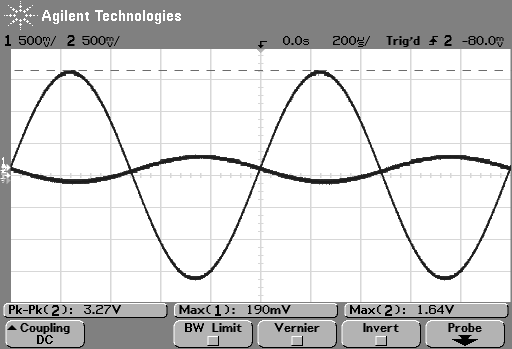 Agilent Technologies
1 500mV/ 2 500mV/ 0.0s 200µs/ Trig'd 2 -80.0mV
Pk-Pk(2): 3.27V Max(1): 190mV Max(2): 1.64V
Coupling BW Limit Vernier Invert Probe
DC